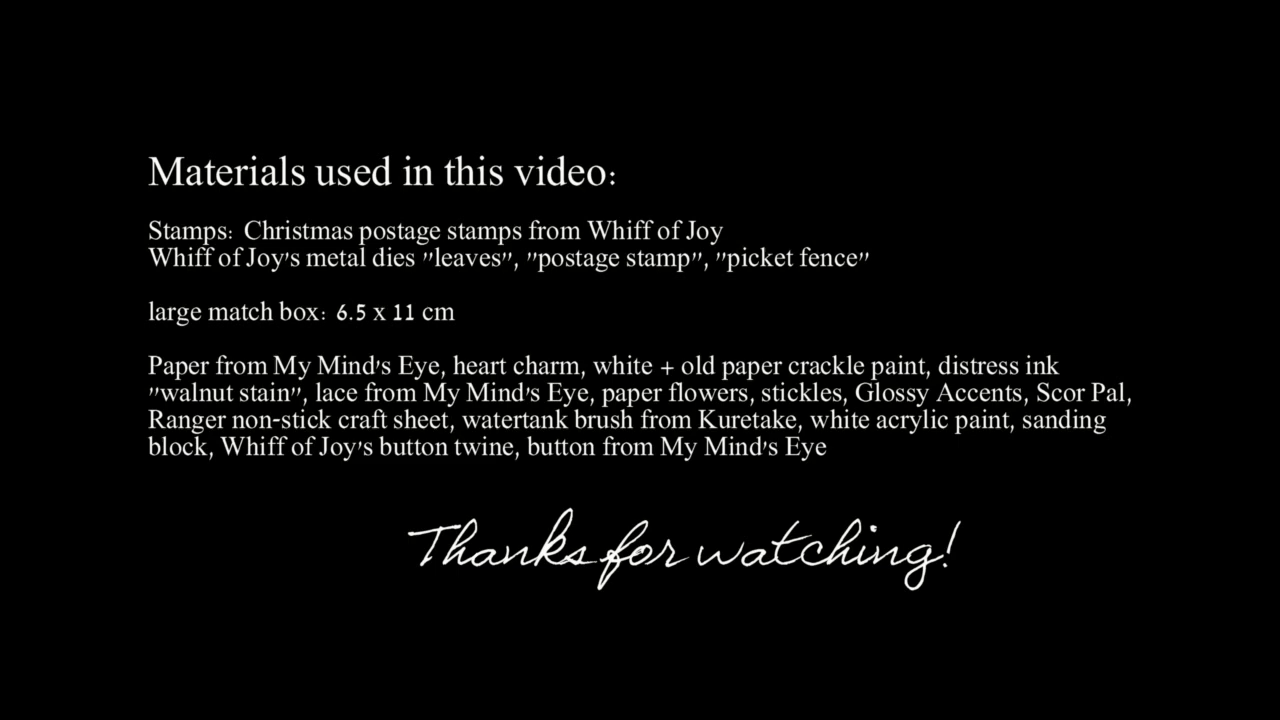 Materials used in this video:
Stamps: Christmas postage stamps from Whiff of Joy
Whiff of Joy's metal dies "leaves", "postage stamp", "picket fence"
large match box: 6.5 x 11 cm
Paper from My Mind's Eye, heart charm, white + old paper crackle paint, distress ink
"walnut stain", lace from My Mind's Eye, paper flowers, stickles, Glossy Accents, Scor Pal,
Ranger non-stick craft sheet, watertank brush from Kuretake, white acrylic paint, sanding
block, Whiff of Joy's button twine, button from My Mind's Eye
Thanks for watching!